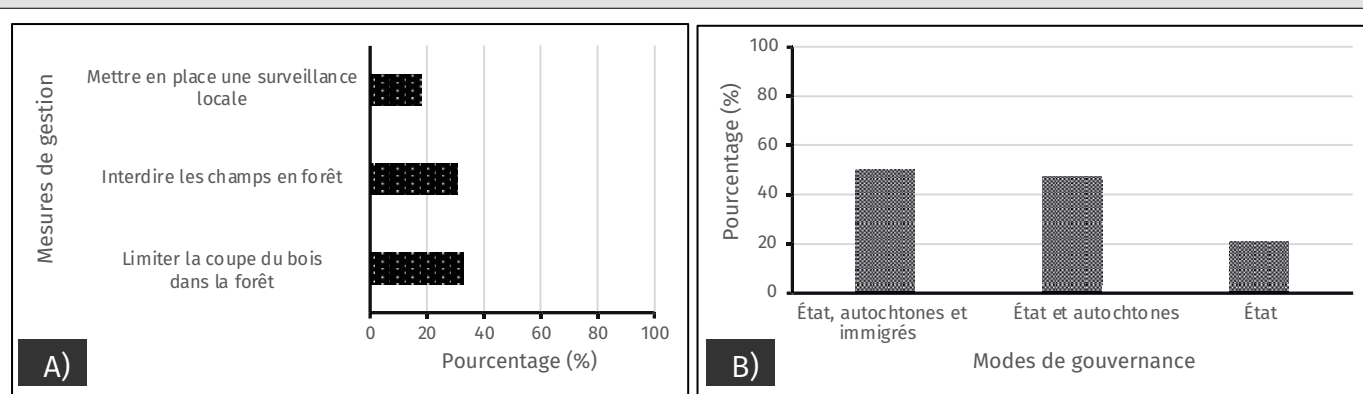 Mesures de gestion
Mettre en place une surveillance
locale
Interdire les champs en forêt
Limiter la coupe du bois
dans la forêt
0 20 40 60 80 100
Pourcentage (%)
A)
Pourcentage (%)
100
80
60
40
20
0
État, autochtones et
immigrés
État et autochtones
État
Modes de gouvernance
B)